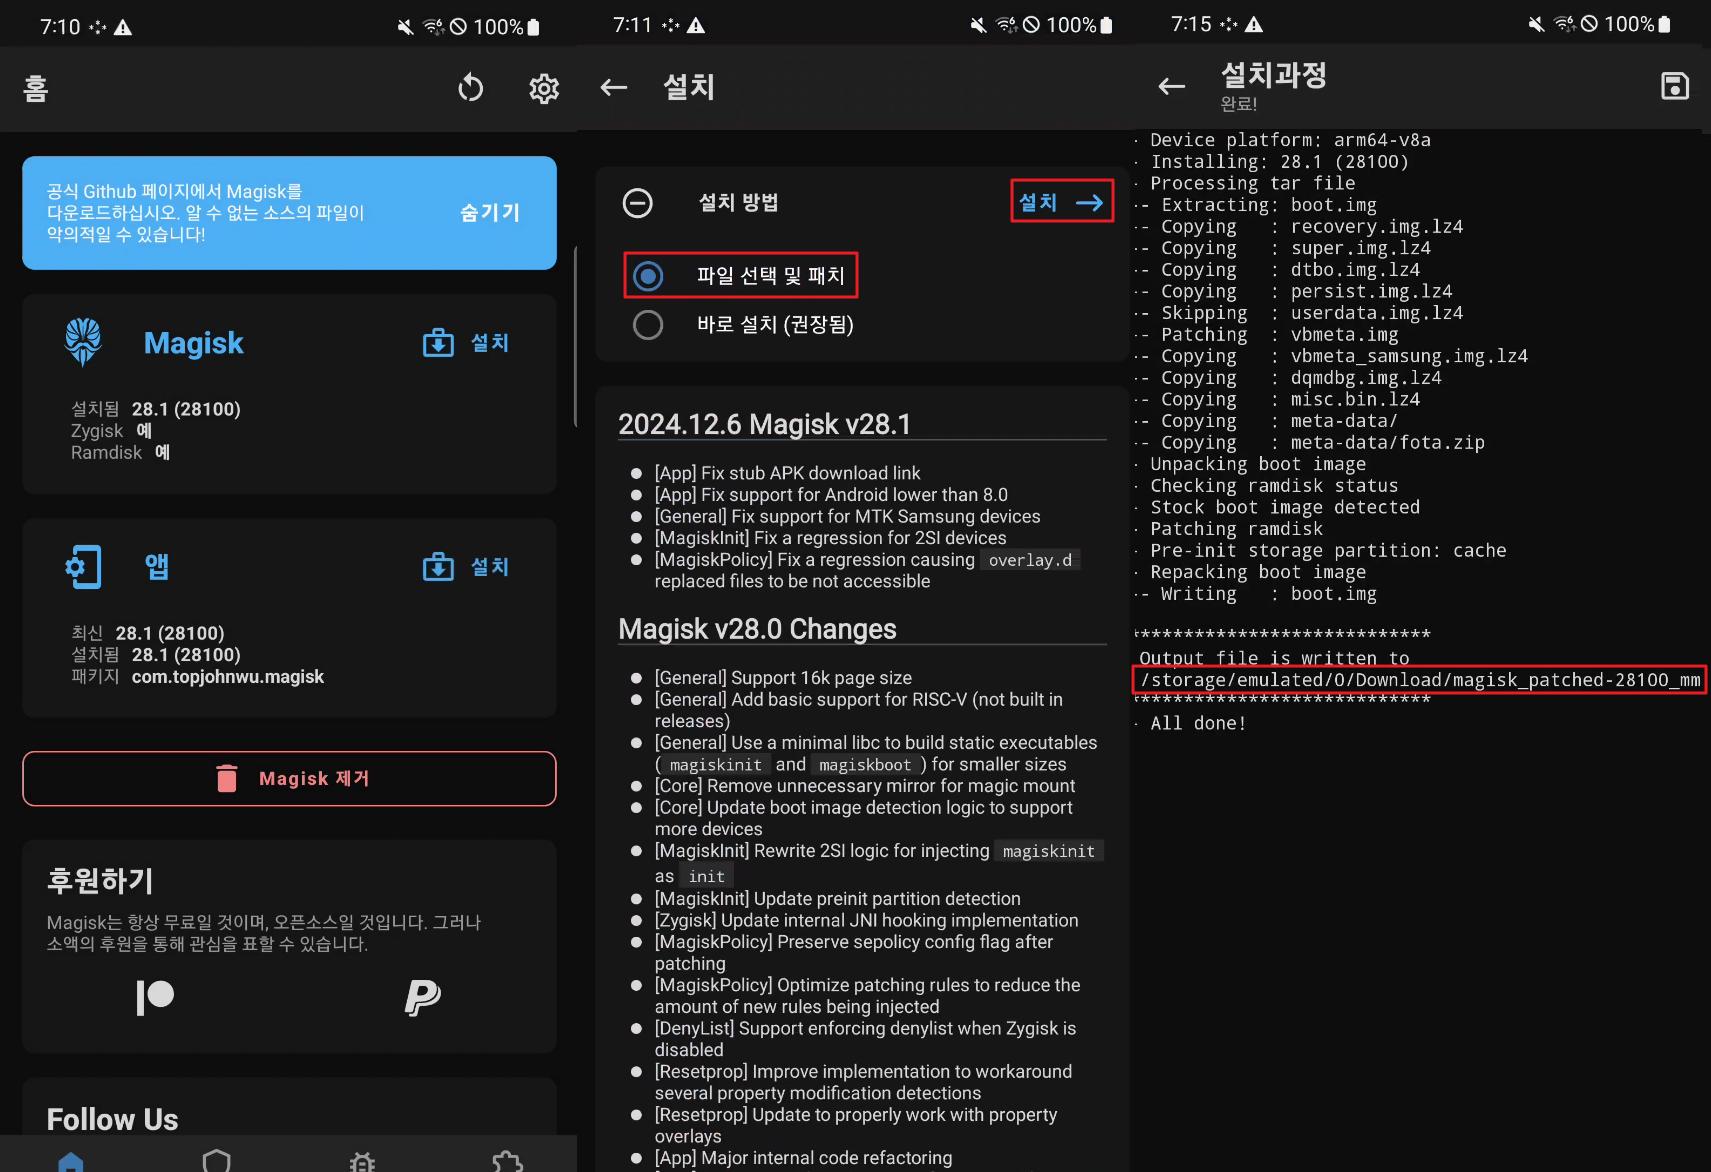 7:10
100%
홈
공식 Github 페이지에서 Magisk를
다운로드하십시오. 알 수 없는 소스의 파일이
악의적일 수 있습니다!
숨기기
Magisk
설치
설치됨 28.1 (28100)
Zygisk 예
Ramdisk 예
앱
설치
최신 28.1 (28100)
설치됨 28.1 (28100)
패키지 com.topjohnwu.magisk
Magisk 제거
후원하기
Magisk는 항상 무료일 것이며, 오픈소스일 것입니다. 그러나
소액의 후원을 통해 관심을 표할 수 있습니다.
Follow Us
7:11
100%
설치
설치 방법
설치 →
파일 선택 및 패치
바로 설치 (권장됨)
2024.12.6 Magisk v28.1
● [App] Fix stub APK download link
● [App] Fix support for Android lower than 8.0
● [General] Fix support for MTK Samsung devices
● [MagiskInit] Fix a regression for 2SI devices
● [MagiskPolicy] Fix a regression causing overlay.d
replaced files to be not accessible
Magisk v28.0 Changes
● [General] Support 16k page size
● [General] Add basic support for RISC-V (not built in
releases)
● [General] Use a minimal libc to build static executables
( magiskinit and magiskboot ) for smaller sizes
● [Core] Remove unnecessary mirror for magic mount
● [Core] Update boot image detection logic to support
more devices
● [MagiskInit] Rewrite 2SI logic for injecting magiskinit
as init
● [MagiskInit] Update preinit partition detection
● [Zygisk] Update internal JNI hooking implementation
● [MagiskPolicy] Preserve sepolicy config flag after
patching
● [MagiskPolicy] Optimize patching rules to reduce the
amount of new rules being injected
● [DenyList] Support enforcing denylist when Zygisk is
disabled
● [Resetprop] Improve implementation to workaround
several property modification detections
● [Resetprop] Update to properly work with property
overlays
● [App] Major internal code refactoring
7:15
100%
설치과정
완료!
- Device platform: arm64-v8a
- Installing: 28.1 (28100)
- Processing tar file
-- Extracting: boot.img
-- Copying   : recovery.img.lz4
-- Copying   : super.img.lz4
-- Copying   : dtbo.img.lz4
-- Copying   : persist.img.lz4
-- Skipping  : userdata.img.lz4
-- Patching  : vbmeta.img
-- Copying   : vbmeta_samsung.img.lz4
-- Copying   : dqmdbg.img.lz4
-- Copying   : misc.bin.lz4
-- Copying   : meta-data/
-- Copying   : meta-data/fota.zip
- Unpacking boot image
- Checking ramdisk status
- Stock boot image detected
- Patching ramdisk
- Pre-init storage partition: cache
- Repacking boot image
-- Writing   : boot.img
****************************
Output file is written to
/storage/emulated/0/Download/magisk_patched-28100_mm
****************************
- All done!